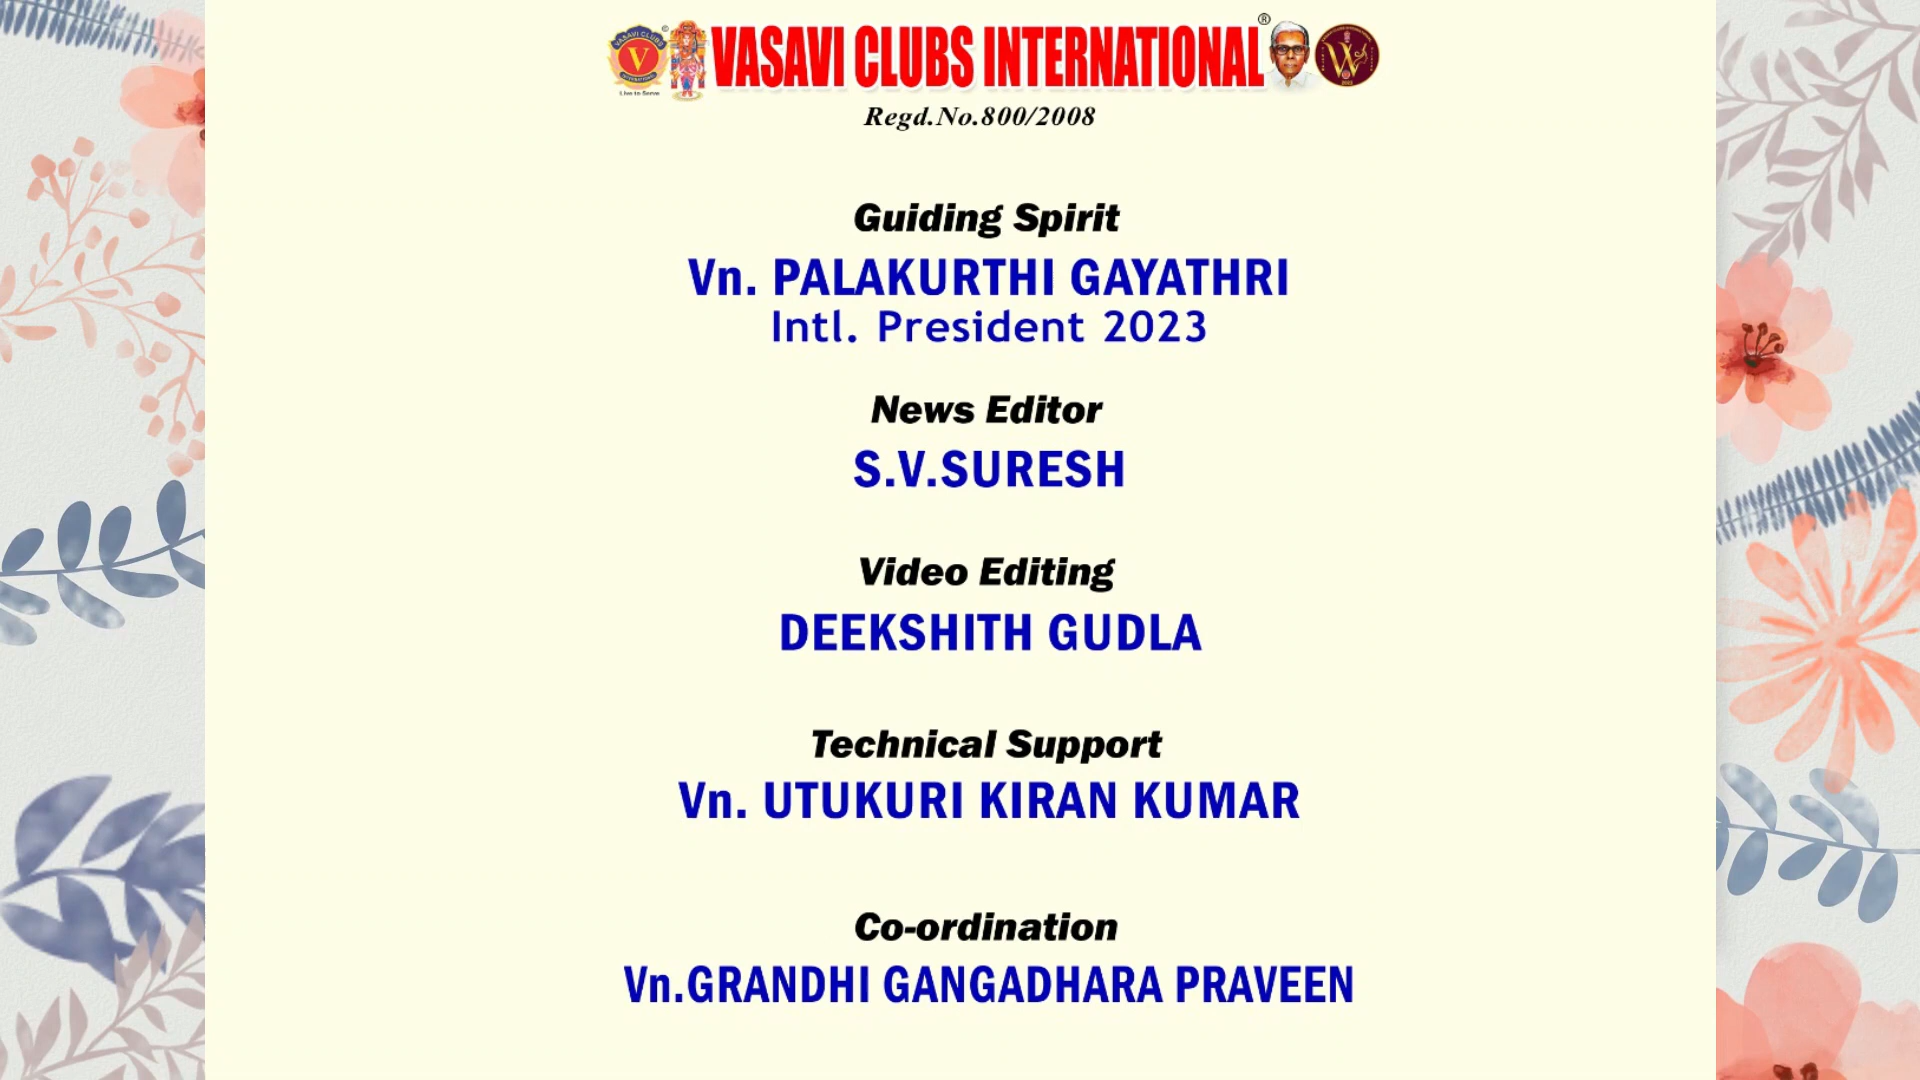 VASAVI CLUBS INTERNATIONAL®
Regd.No.800/2008
Guiding Spirit
Vn. PALAKURTHI GAYATHRI
Intl. President 2023
News Editor
S.V.SURESH
Video Editing
DEEKSHITH GUDLA
Technical Support
Vn. UTUKURI KIRAN KUMAR
Co-ordination
Vn.GRANDHI GANGADHARA PRAVEEN